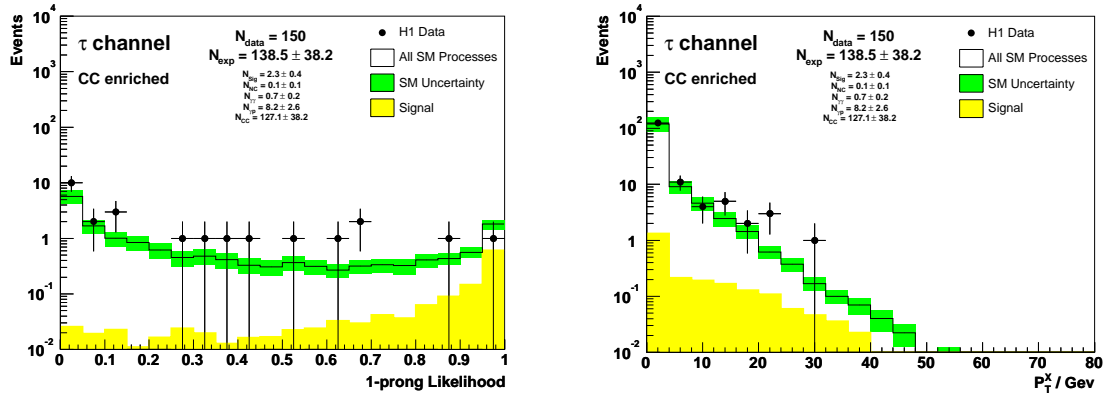 Events
10^4
10^3
10^2
10
1
10^-1
10^-2
τ channel
CC enriched
N_data = 150
N_exp = 138.5 ± 38.2
N_Sig = 2.3 ± 0.4
N_NC = 0.1 ± 0.1
N_γγ = 0.7 ± 0.2
N_γp = 8.2 ± 2.6
N_CC = 127.1 ± 38.2
H1 Data
All SM Processes
SM Uncertainty
Signal
0 0.1 0.2 0.3 0.4 0.5 0.6 0.7 0.8 0.9 1
1-prong Likelihood
Events
10^4
10^3
10^2
10
1
10^-1
10^-2
τ channel
CC enriched
N_data = 150
N_exp = 138.5 ± 38.2
N_Sig = 2.3 ± 0.4
N_NC = 0.1 ± 0.1
N_γγ = 0.7 ± 0.2
N_γp = 8.2 ± 2.6
N_CC = 127.1 ± 38.2
H1 Data
All SM Processes
SM Uncertainty
Signal
0 10 20 30 40 50 60 70 80
P_T^X / Gev